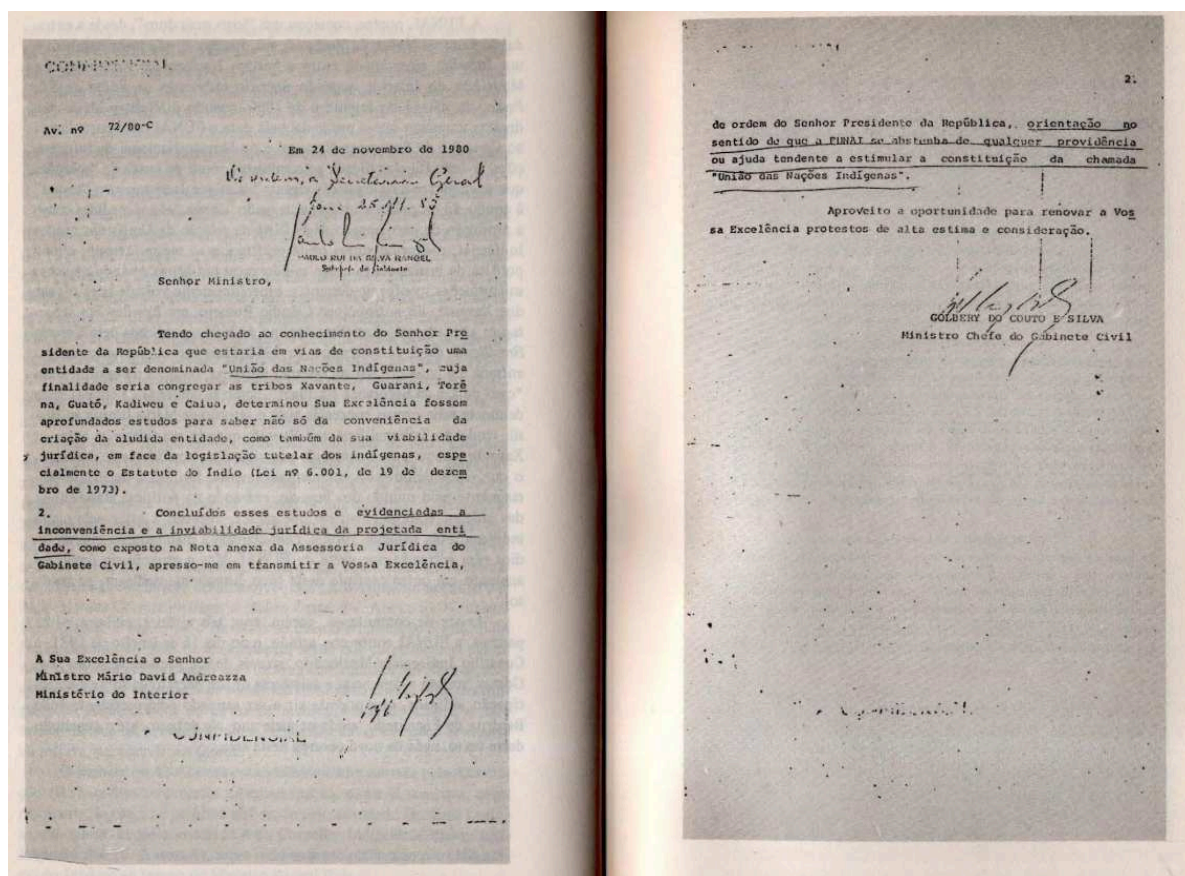 CONFIDENCIAL
Av. nº 72/80-C
Em 24 de novembro de 1980
De ordem, a Secretaria Geral
25.11.80
PAULO RUI DA SILVA RANGEL
Senhor Ministro,
Tendo chegado ao conhecimento do Senhor Pre
sidente da República que estaria em vias de constituição uma
entidade a ser denominada "União das Nações Indígenas", cuja
finalidade seria congregar as tribos Xavante, Guarani, Terê
na, Guató, Kadiweu e Caiua, determinou Sua Excelência fossem
aprofundados estudos para saber não só da conveniência da
criação da aludida entidade, como também da sua viabilidade
jurídica, em face da legislação tutelar dos indígenas, espe
cialmente o Estatuto do Índio (Lei nº 6.001, de 19 de dezem
bro de 1973).
2. Concluídos esses estudos e evidenciadas a
inconveniência e a inviabilidade jurídica da projetada enti
dade, como exposto na Nota anexa da Assessoria Jurídica do
Gabinete Civil, apresso-me em transmitir a Vossa Excelência,
A Sua Excelência o Senhor
Ministro Mário David Andreazza
Ministério do Interior
CONFIDENCIAL
2.
de ordem do Senhor Presidente da República, orientação no
sentido de que a FUNAI se abstenha de qualquer providência
ou ajuda tendente a estimular a constituição da chamada
"União das Nações Indígenas".
Aproveito a oportunidade para renovar a Vos
sa Excelência protestos de alta estima e consideração.
GOLBERY DO COUTO E SILVA
Ministro Chefe do Gabinete Civil